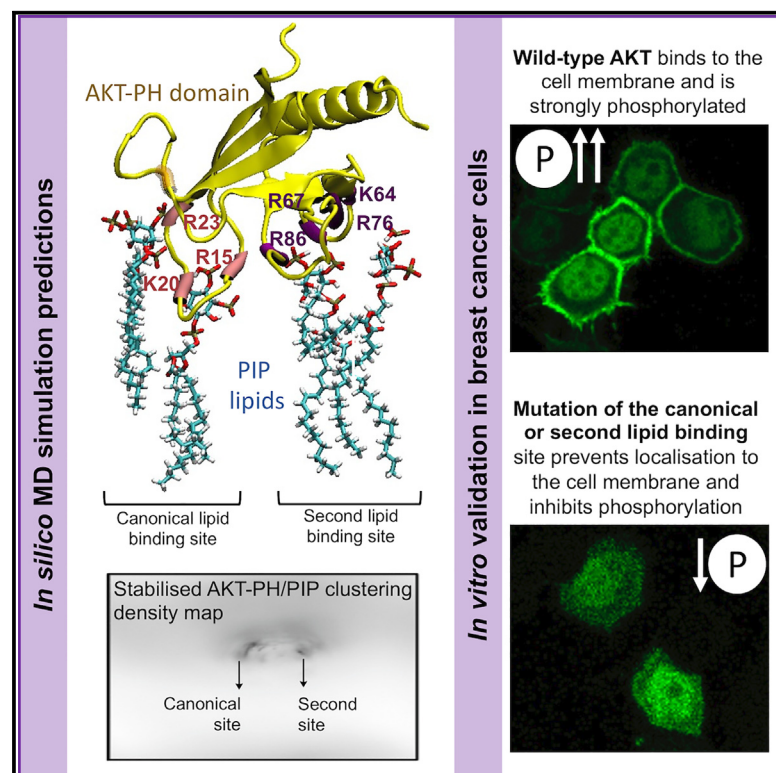 In silico MD simulation predictions
AKT-PH domain
R67
K64
R23
R76
R86
R15
K20
PIP
lipids
Canonical lipid
binding site
Second lipid
binding site
Stabilised AKT-PH/PIP clustering
density map
Canonical
site
Second
site
In vitro validation in breast cancer cells
Wild-type AKT binds to the
cell membrane and is
strongly phosphorylated
P
Mutation of the canonical
or second lipid binding
site prevents localisation to
the cell membrane and
inhibits phosphorylation
P